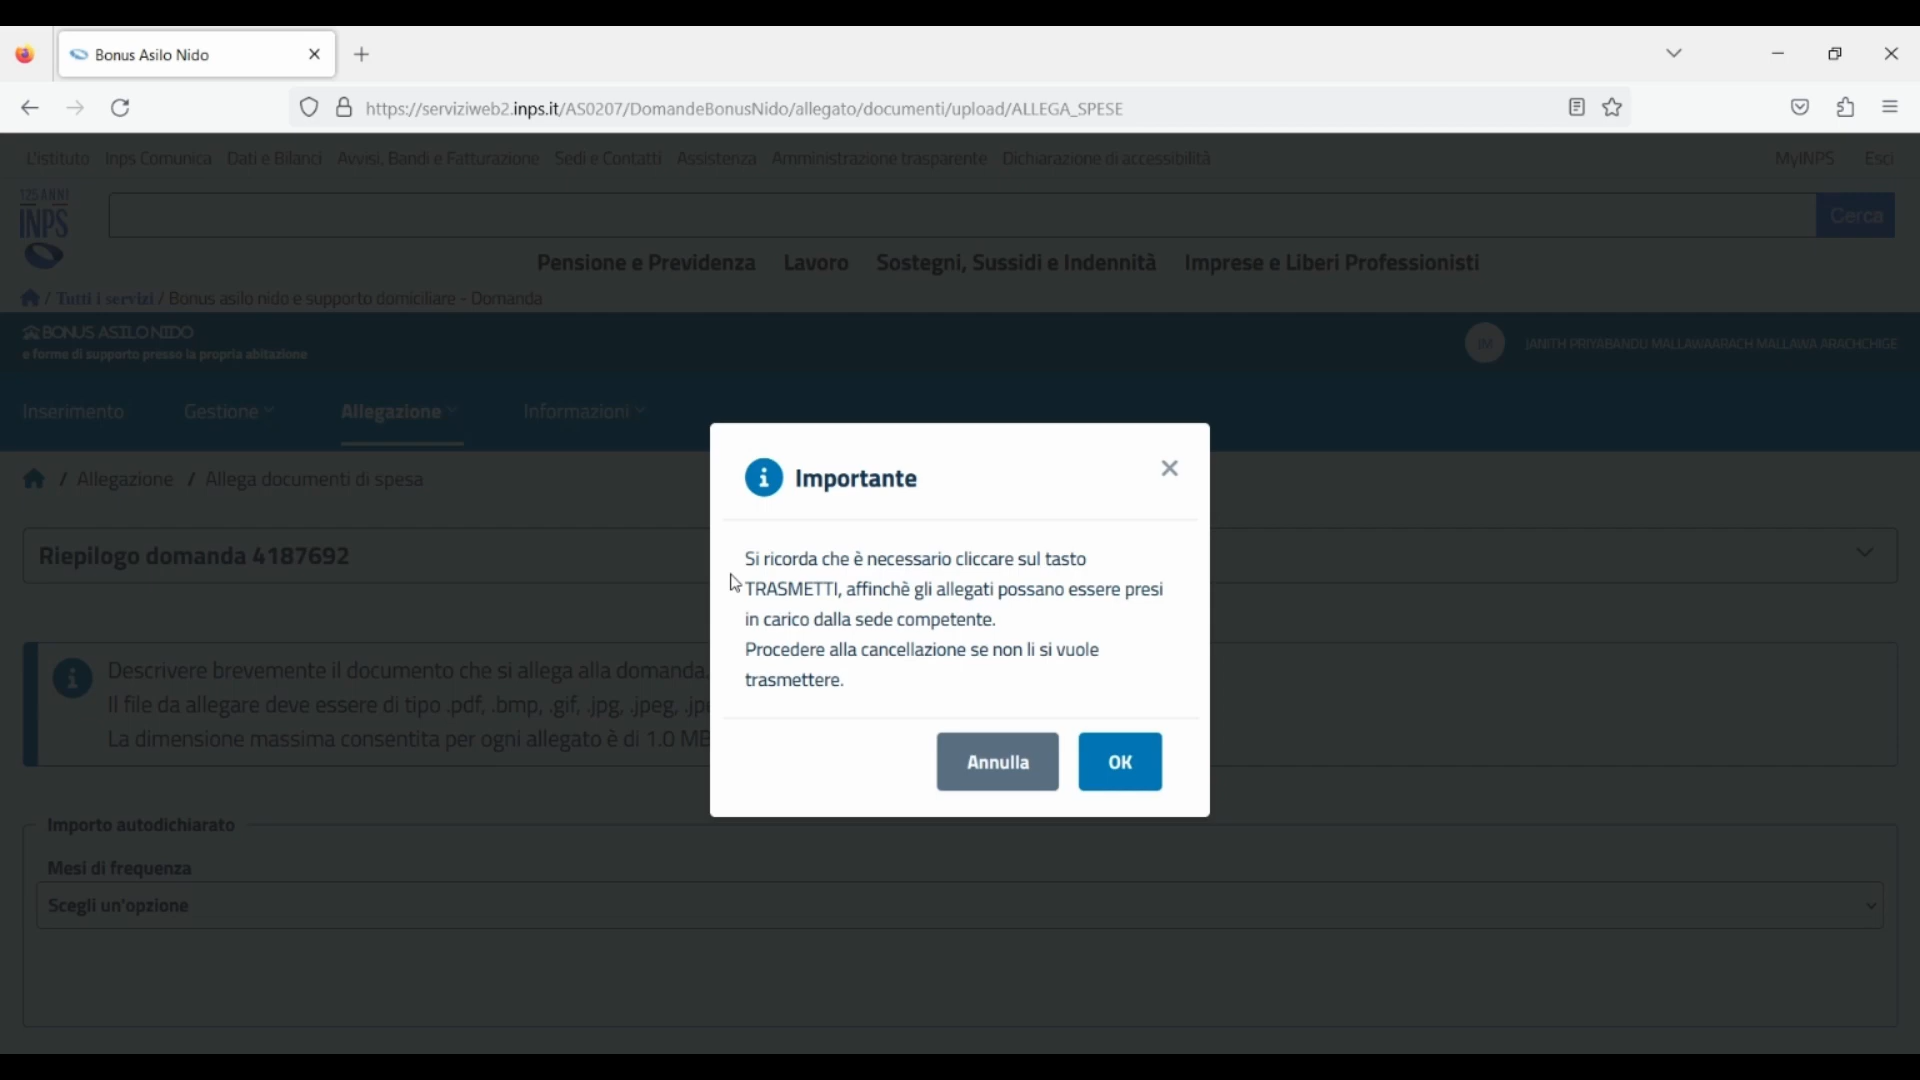 Bonus Asilo Nido
https://serviziweb2.inps.it/AS0207/DomandeBonusNido/allegato/documenti/upload/ALLEGA_SPESE
L'istituto Inps Comunica Dati e Bilanci Avvisi, Bandi e Fatturazione Sedi e Contatti Assistenza Amministrazione trasparente Dichiarazione di accessibilità MyINPS Esci
125 ANNI
INPS
Cerca
Pensione e Previdenza Lavoro Sostegni, Sussidi e Indennità Imprese e Liberi Professionisti
/ Tutti i servizi / Bonus asilo nido e supporto domiciliare - Domanda
BONUS ASILO NIDO
e forme di supporto presso la propria abitazione
JM JANITH PRIYABANDU MALLAWAARACH MALLAWA ARACHCHIGE
Inserimento Gestione Allegazione Informazioni
/ Allegazione / Allega documenti di spesa
Riepilogo domanda 4187692
Descrivere brevemente il documento che si allega alla domanda.
Il file da allegare deve essere di tipo .pdf, .bmp, .gif, .jpg, .jpeg,
La dimensione massima consentita per ogni allegato è di 1.0 MB
Importante
Si ricorda che è necessario cliccare sul tasto
TRASMETTI, affinchè gli allegati possano essere presi
in carico dalla sede competente.
Procedere alla cancellazione se non li si vuole
trasmettere.
Annulla OK
Importo autodichiarato
Mesi di frequenza
Scegli un'opzione